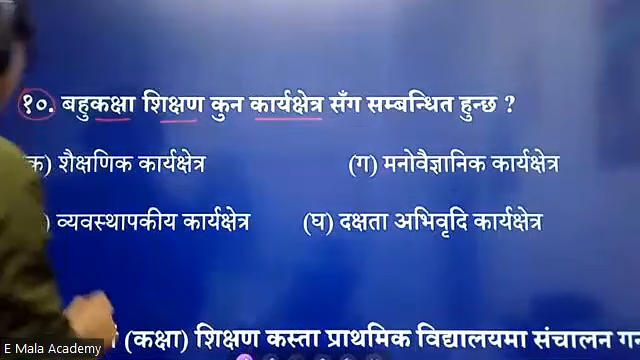 १०. बहुकक्षा शिक्षण कुन कार्यक्षेत्र सँग सम्बन्धित हुन्छ ?
क) शैक्षणिक कार्यक्षेत्र (ग) मनोवैज्ञानिक कार्यक्षेत्र
) व्यवस्थापकीय कार्यक्षेत्र (घ) दक्षता अभिवृदि कार्यक्षेत्र
(कक्षा) शिक्षण कस्ता प्राथमिक विद्यालयमा संचालन
E Mala Academy